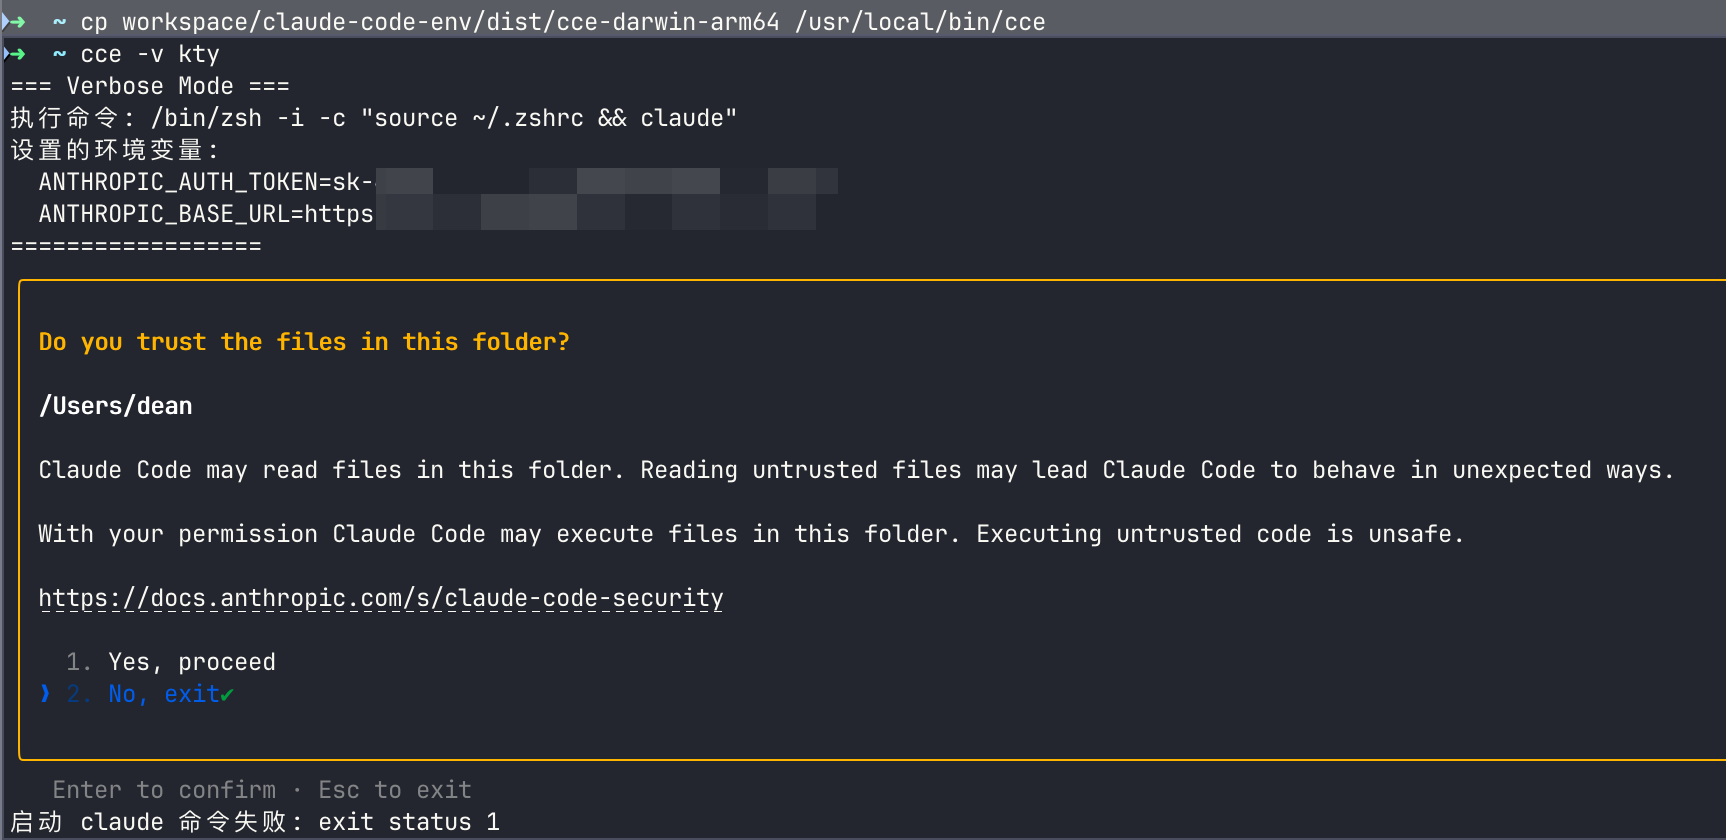 ➜ ~ cp workspace/claude-code-env/dist/cce-darwin-arm64 /usr/local/bin/cce
➜ ~ cce -v kty
=== Verbose Mode ===
执行命令: /bin/zsh -i -c "source ~/.zshrc && claude"
设置的环境变量:
ANTHROPIC_AUTH_TOKEN=sk-
ANTHROPIC_BASE_URL=https
==================
Do you trust the files in this folder?
/Users/dean
Claude Code may read files in this folder. Reading untrusted files may lead Claude Code to behave in unexpected ways.
With your permission Claude Code may execute files in this folder. Executing untrusted code is unsafe.
https://docs.anthropic.com/s/claude-code-security
1. Yes, proceed
❯ 2. No, exit✔
Enter to confirm · Esc to exit
启动 claude 命令失败: exit status 1